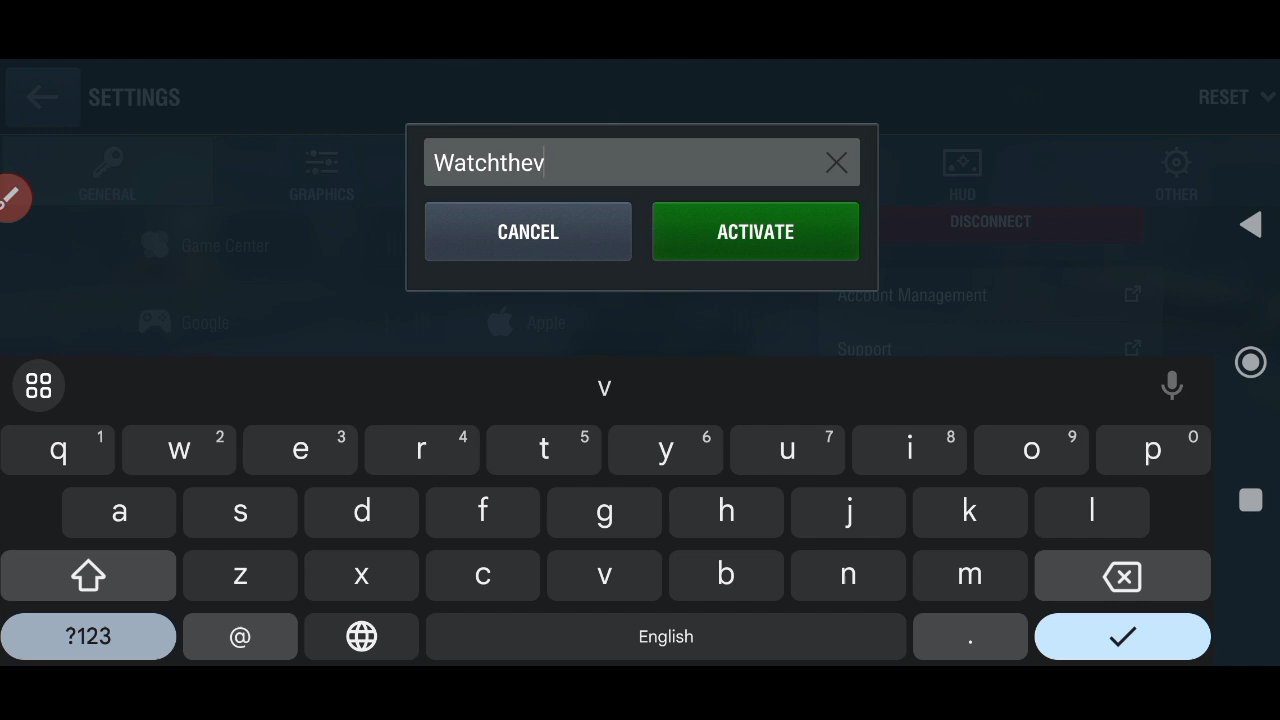 SETTINGS
RESET
Watchthev
GENERAL
GRAPHICS
HUD
OTHER
CANCEL
ACTIVATE
DISCONNECT
Game Center
Account Management
Google
Apple
Support
v
q 1 w 2 e 3 r 4 t 5 y 6 u 7 i 8 o 9 p 0
a s d f g h j k l
z x c v b n m
?123 @ English .